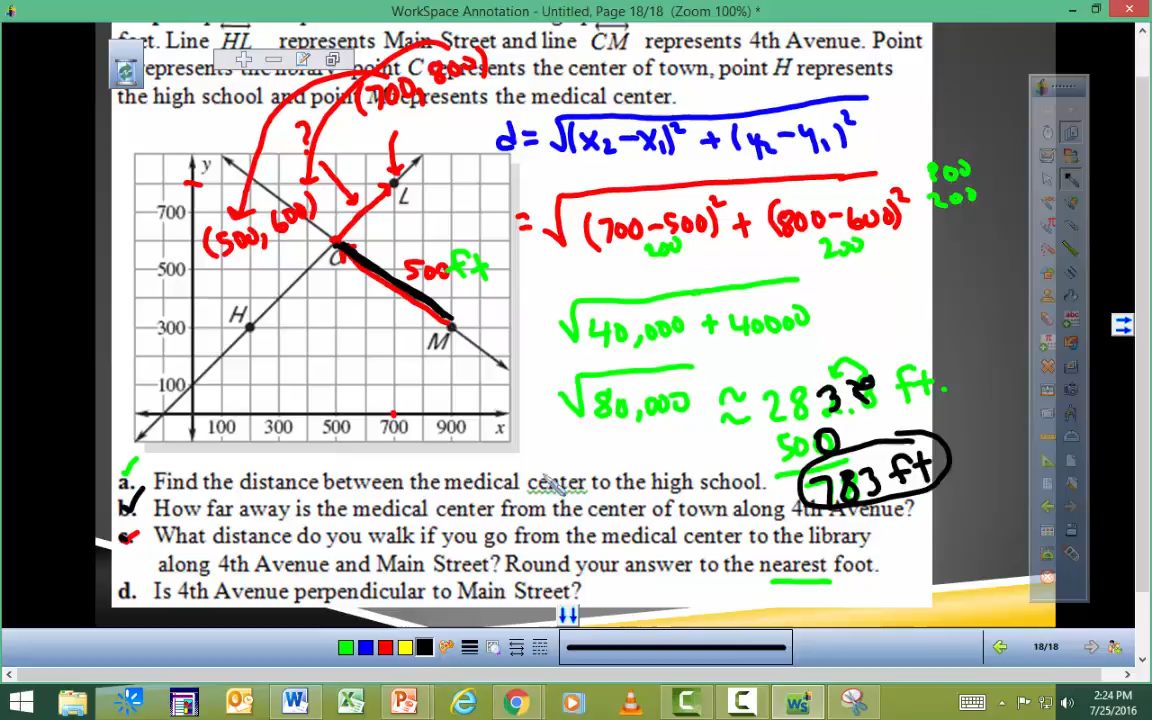 WorkSpace Annotation - Untitled, Page 18/18 (Zoom 100%) *
feet. Line HL represents Main Street and line CM represents 4th Avenue. Point
point C represents the center of town, point H represents
the high school and point M represents the medical center.
(700, 800)
?
d = √(x₂ - x₁)² + (y₂ - y₁)²
y
L
700
(500, 600)
= √(700 - 500)² + (800 - 600)²
200
200
800
200
C
500
500ft
H
300
M
√40,000 + 40000
100
100 300 500 700 900 x
√80,000 ≈ 282.8 ft.
3
500
783 ft
a. Find the distance between the medical center to the high school.
b. How far away is the medical center from the center of town along 4th Avenue?
c. What distance do you walk if you go from the medical center to the library
along 4th Avenue and Main Street? Round your answer to the nearest foot.
d. Is 4th Avenue perpendicular to Main Street?
18/18
2:24 PM
7/25/2016